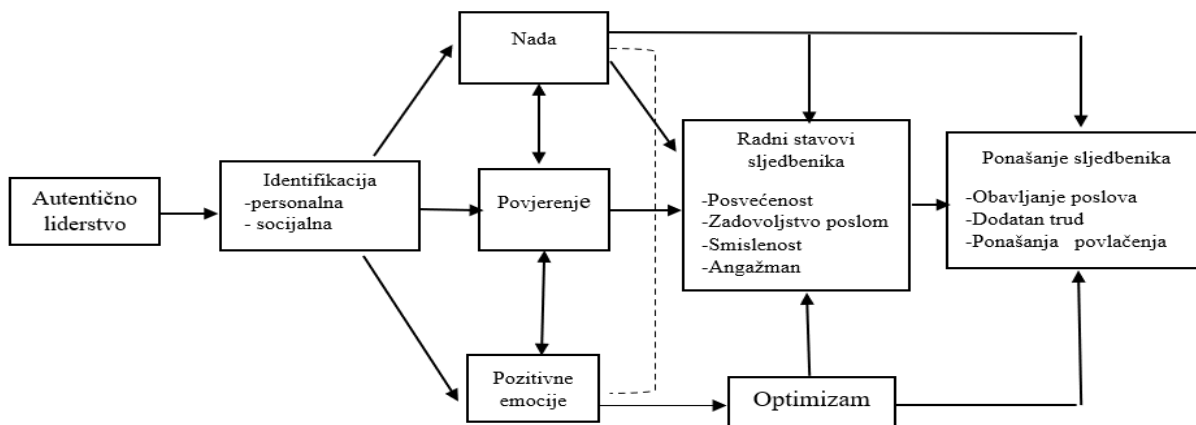 Nada
Autentično
liderstvo
Identifikacija
-personalna
- socijalna
Povjerenje
Pozitivne
emocije
Radni stavovi
sljedbenika
-Posvećenost
-Zadovoljstvo poslom
-Smislenost
-Angažman
Optimizam
Ponašanje sljedbenika
-Obavljanje poslova
-Dodatan trud
-Ponašanja povlačenja